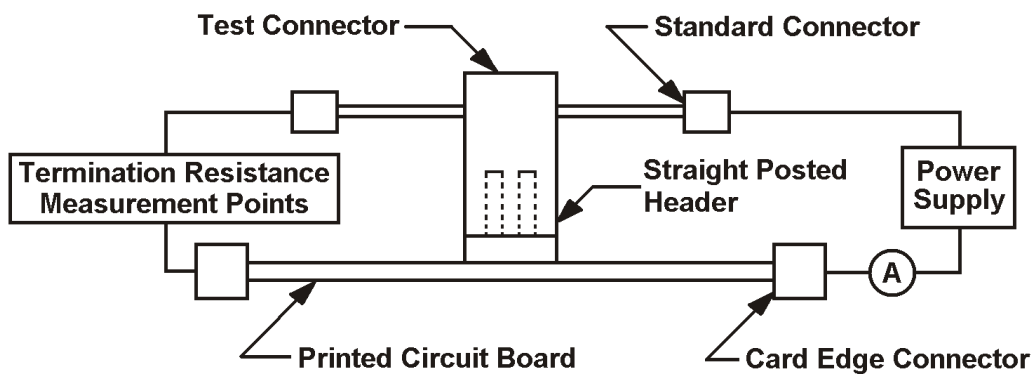 Test Connector
Standard Connector
Termination Resistance
Measurement Points
Straight Posted
Header
Power
Supply
A
Printed Circuit Board
Card Edge Connector